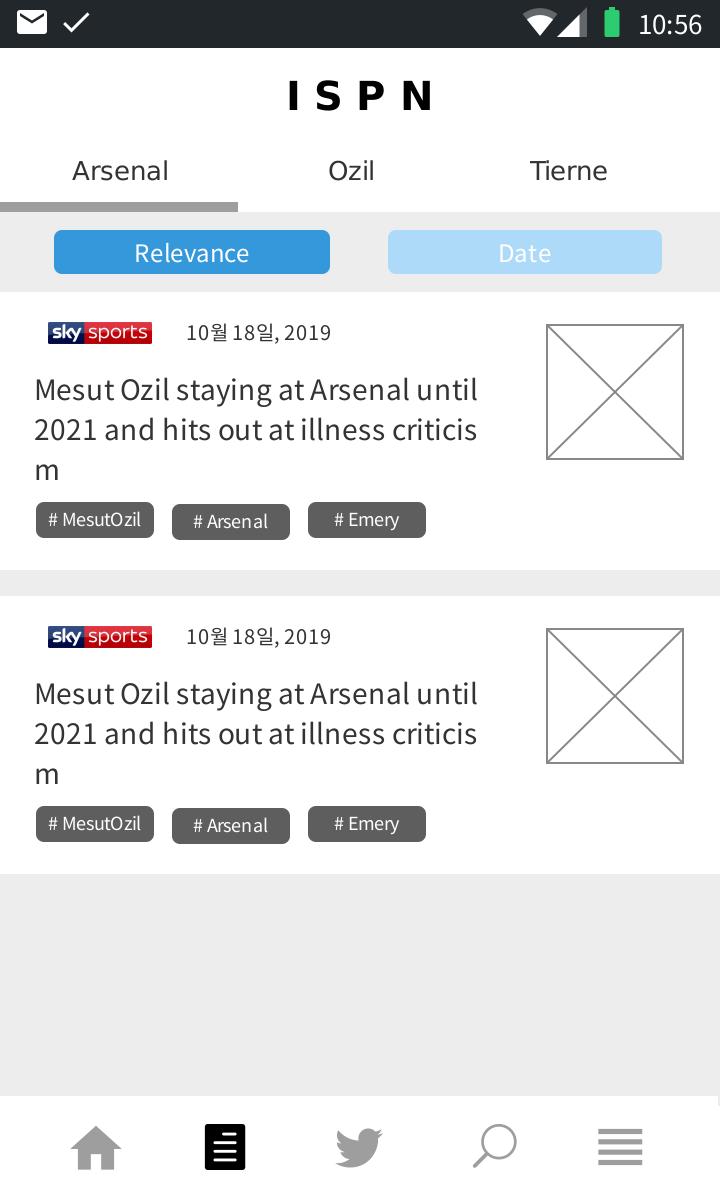 10:56
ISPN
Arsenal Ozil Tierne
Relevance Date
sky sports 10월 18일, 2019
Mesut Ozil staying at Arsenal until
2021 and hits out at illness criticis
m
# MesutOzil # Arsenal # Emery
sky sports 10월 18일, 2019
Mesut Ozil staying at Arsenal until
2021 and hits out at illness criticis
m
# MesutOzil # Arsenal # Emery